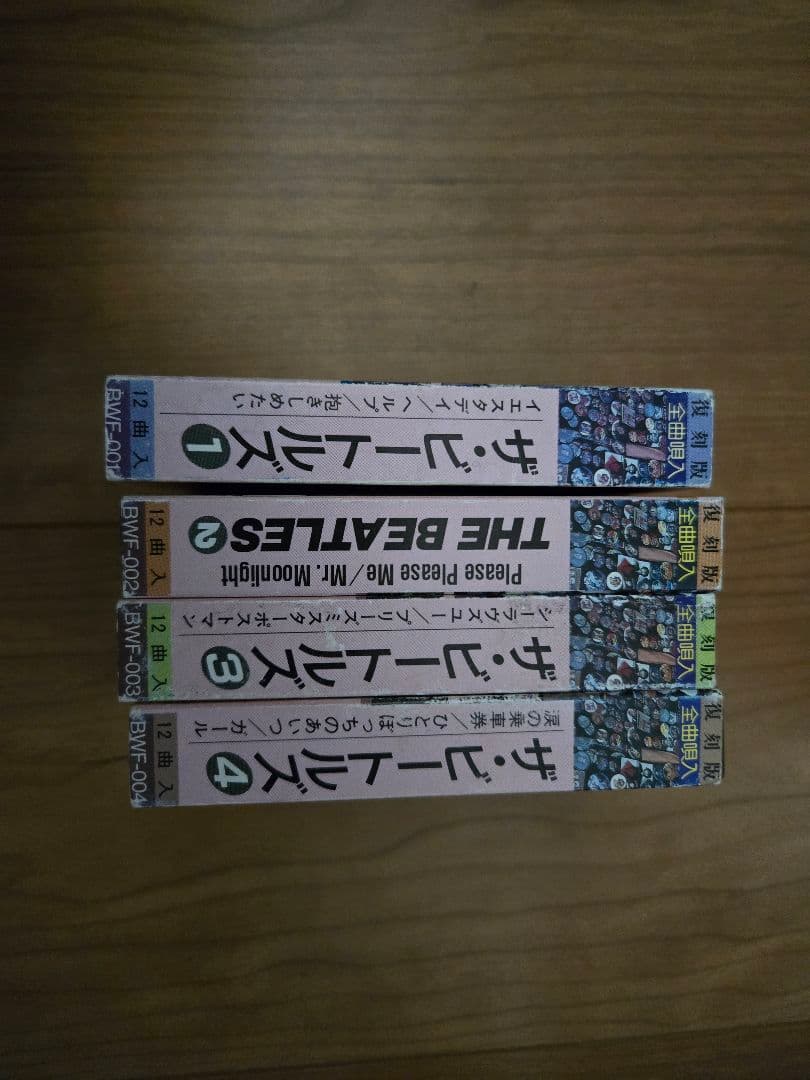 復刻版
全曲唄入
イエスタデイ/ヘルプ/抱きしめたい
ザ・ビートルズ1
12曲入
BWF-001
復刻版
全曲唄入
THE BEATLES 2
Please Please Me/Mr. Moonlight
12曲入
BWF-002
復刻版
全曲唄入
シーラヴズユー/プリーズミスターポストマン
ザ・ビートルズ3
12曲入
BWF-003
復刻版
全曲唄入
涙の乗車券/ひとりぼっちのあいつ/ガール
ザ・ビートルズ4
12曲入
BWF-004